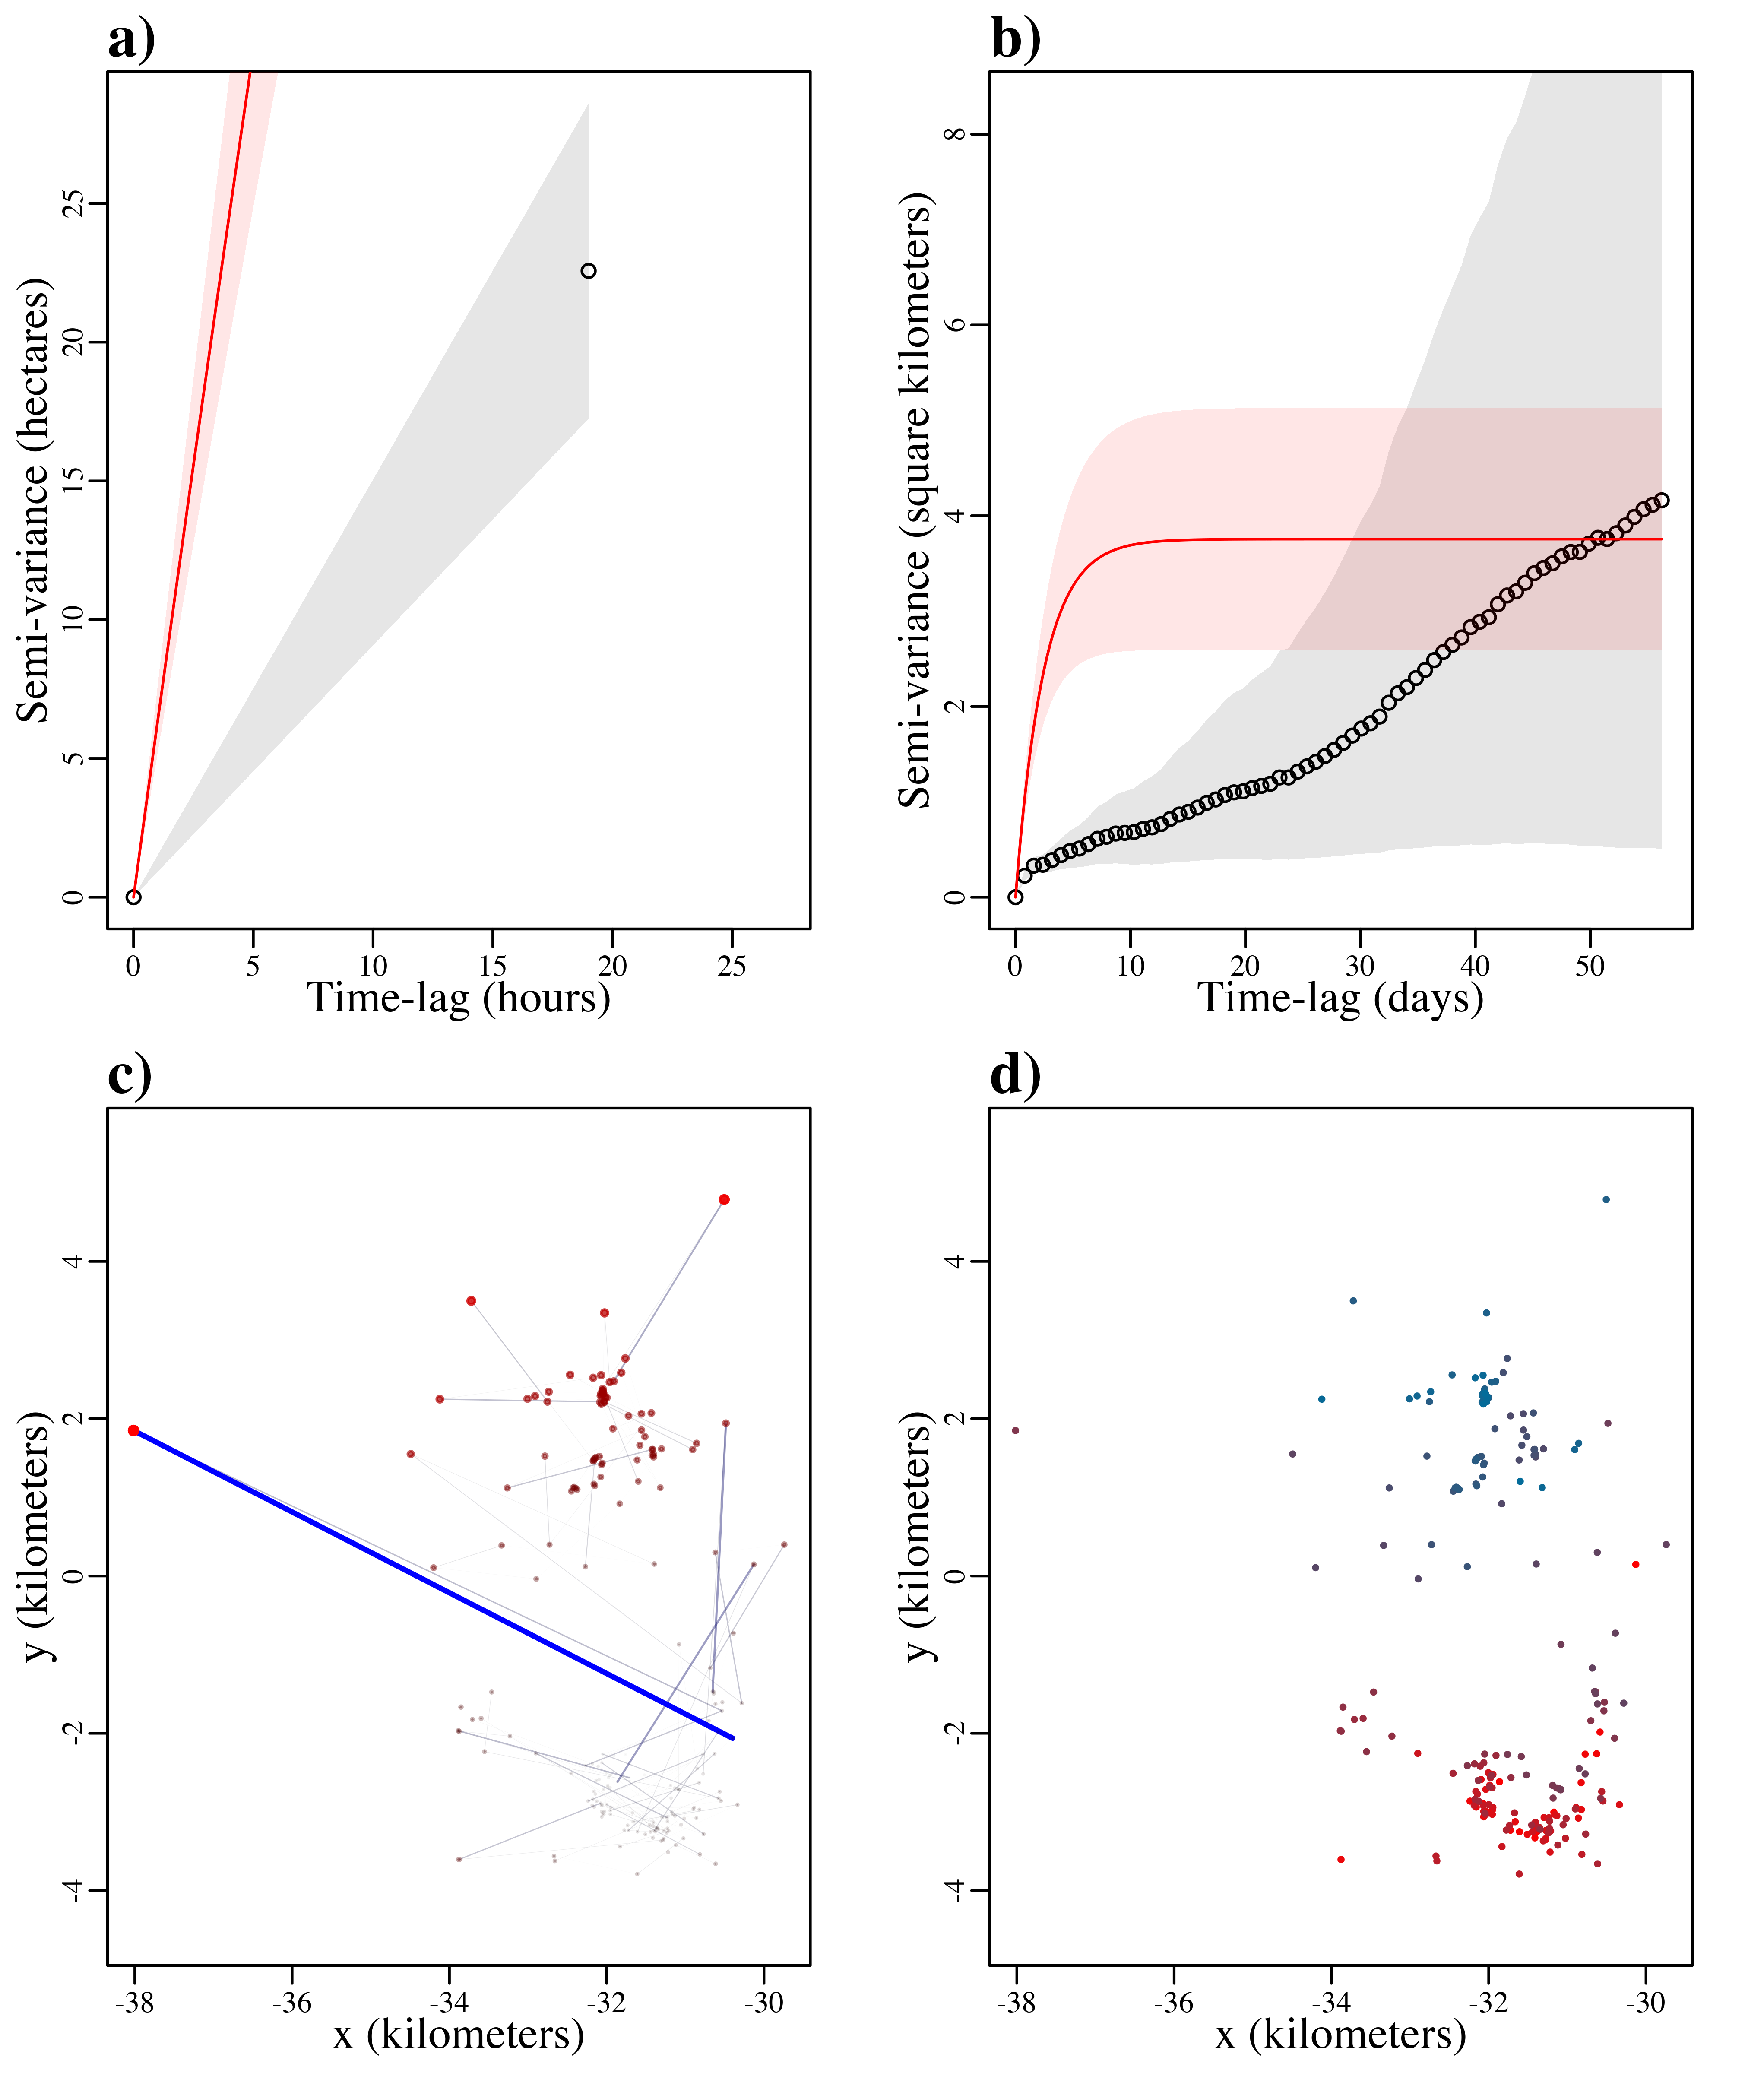 a)
Semi-variance (hectares)
25
20
15
10
5
0
0 5 10 15 20 25
Time-lag (hours)
b)
Semi-variance (square kilometers)
8
6
4
2
0
0 10 20 30 40 50
Time-lag (days)
c)
y (kilometers)
4
2
0
-2
-4
-38 -36 -34 -32 -30
x (kilometers)
d)
y (kilometers)
4
2
0
-2
-4
-38 -36 -34 -32 -30
x (kilometers)